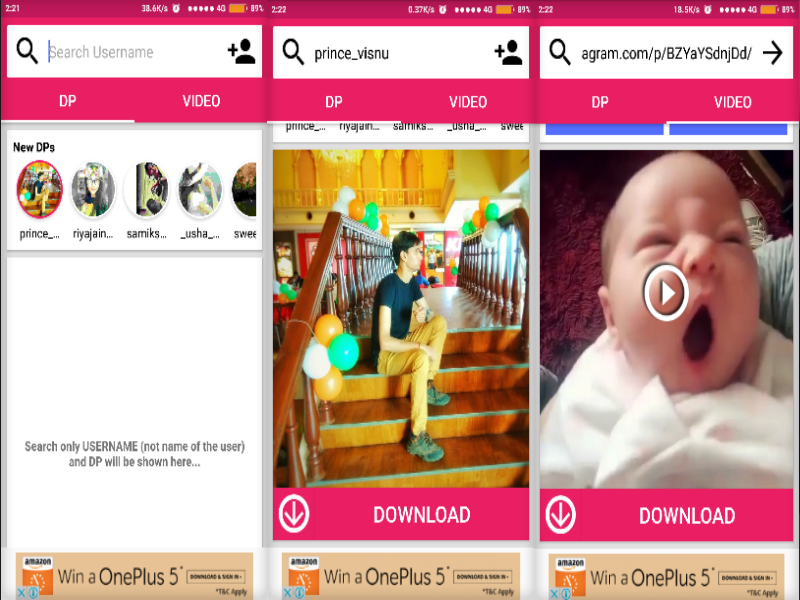 2:21
38.6K/s
4G
89%
Search Username
DP
VIDEO
New DPs
prince_...
riyajain...
samiks...
_usha_...
swee
Search only USERNAME (not name of the user)
and DP will be shown here...
amazon
Win a OnePlus 5*
DOWNLOAD & SIGN IN
*T&C Apply
2:22
0.37K/s
4G
89%
prince_visnu
DP
VIDEO
prince_...
riyajain...
samiks...
_usha_...
swee
DOWNLOAD
amazon
Win a OnePlus 5*
DOWNLOAD & SIGN IN
*T&C Apply
2:22
18.5K/s
4G
89%
agram.com/p/BZYaYSdnjDd/
DP
VIDEO
DOWNLOAD
amazon
Win a OnePlus 5*
DOWNLOAD & SIGN IN
*T&C Apply